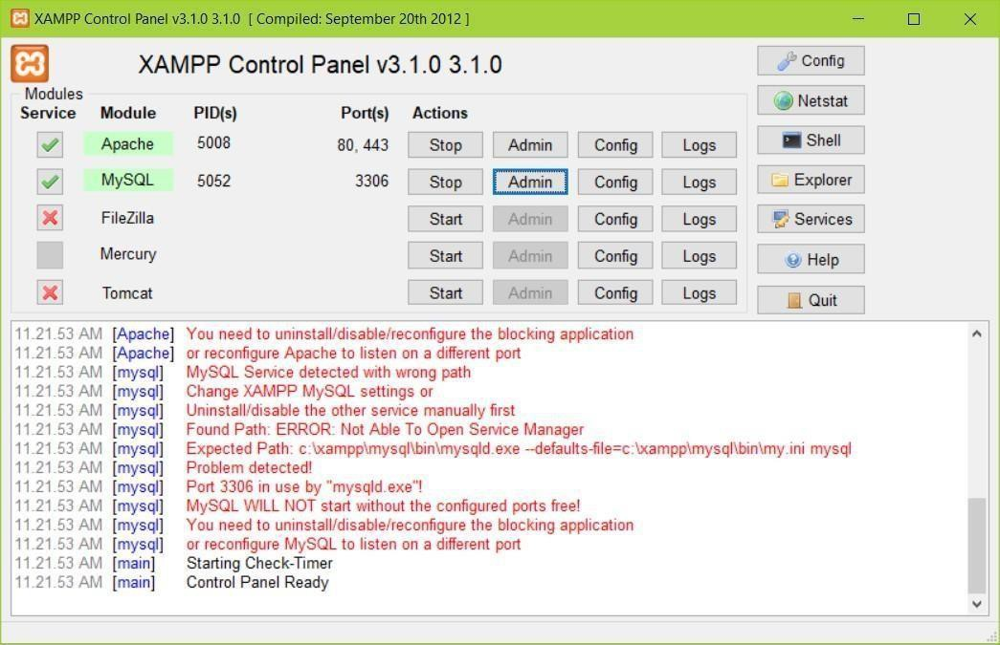 XAMPP Control Panel v3.1.0 3.1.0 [ Compiled: September 20th 2012 ]
XAMPP Control Panel v3.1.0 3.1.0
Config
Modules
Service Module PID(s) Port(s) Actions
Netstat
Apache 5008 80, 443 Stop Admin Config Logs
Shell
MySQL 5052 3306 Stop Admin Config Logs
Explorer
FileZilla Start Admin Config Logs
Services
Mercury Start Admin Config Logs
Help
Tomcat Start Admin Config Logs
Quit
11.21.53 AM [Apache] You need to uninstall/disable/reconfigure the blocking application
11.21.53 AM [Apache] or reconfigure Apache to listen on a different port
11.21.53 AM [mysql] MySQL Service detected with wrong path
11.21.53 AM [mysql] Change XAMPP MySQL settings or
11.21.53 AM [mysql] Uninstall/disable the other service manually first
11.21.53 AM [mysql] Found Path: ERROR: Not Able To Open Service Manager
11.21.53 AM [mysql] Expected Path: c:\xampp\mysql\bin\mysqld.exe --defaults-file=c:\xampp\mysql\bin\my.ini mysql
11.21.53 AM [mysql] Problem detected!
11.21.53 AM [mysql] Port 3306 in use by "mysqld.exe"!
11.21.53 AM [mysql] MySQL WILL NOT start without the configured ports free!
11.21.53 AM [mysql] You need to uninstall/disable/reconfigure the blocking application
11.21.53 AM [mysql] or reconfigure MySQL to listen on a different port
11.21.53 AM [main] Starting Check-Timer
11.21.53 AM [main] Control Panel Ready